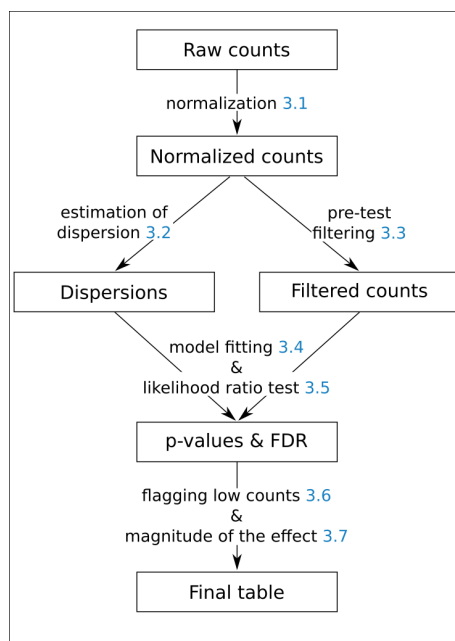 Raw counts
normalization 3.1
Normalized counts
estimation of
dispersion 3.2
pre-test
filtering 3.3
Dispersions
Filtered counts
model fitting 3.4
&
likelihood ratio test 3.5
p-values & FDR
flagging low counts 3.6
&
magnitude of the effect 3.7
Final table